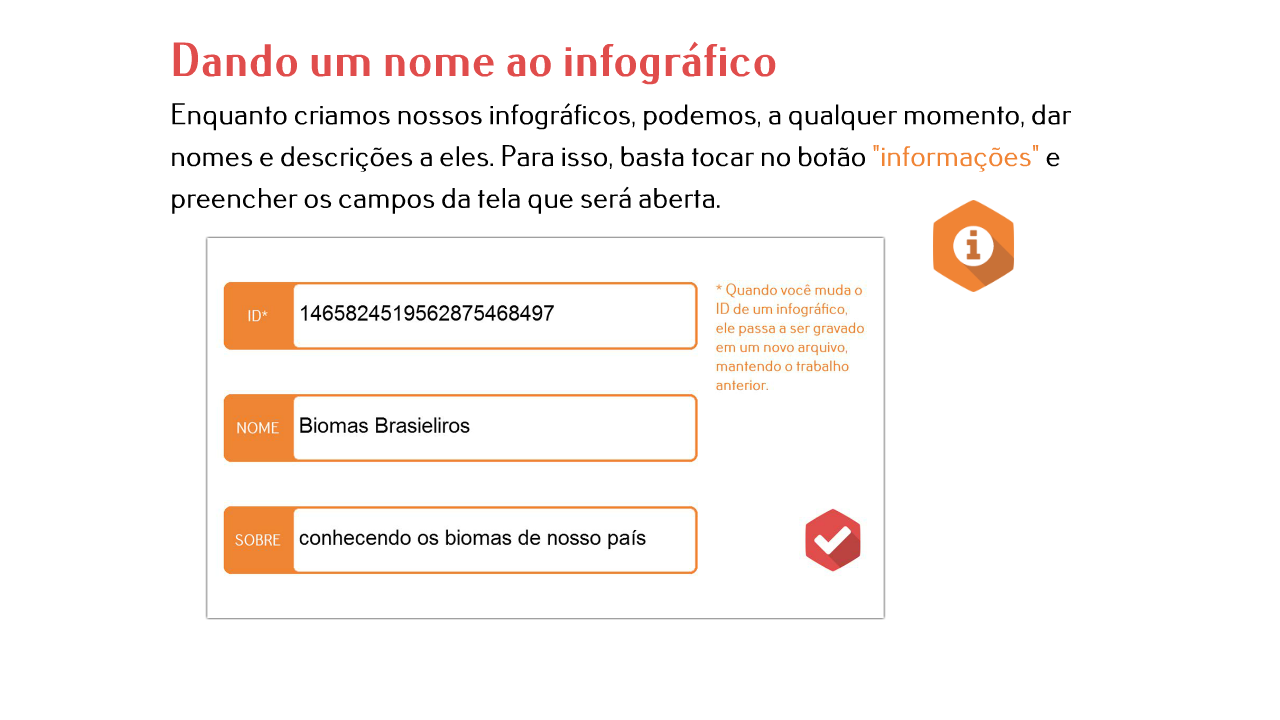 Dando um nome ao infográfico
Enquanto criamos nossos infográficos, podemos, a qualquer momento, dar
nomes e descrições a eles. Para isso, basta tocar no botão "informações" e
preencher os campos da tela que será aberta.
ID*
1465824519562875468497
* Quando você muda o
ID de um infográfico,
ele passa a ser gravado
em um novo arquivo,
mantendo o trabalho
anterior.
NOME
Biomas Brasieliros
SOBRE
conhecendo os biomas de nosso país